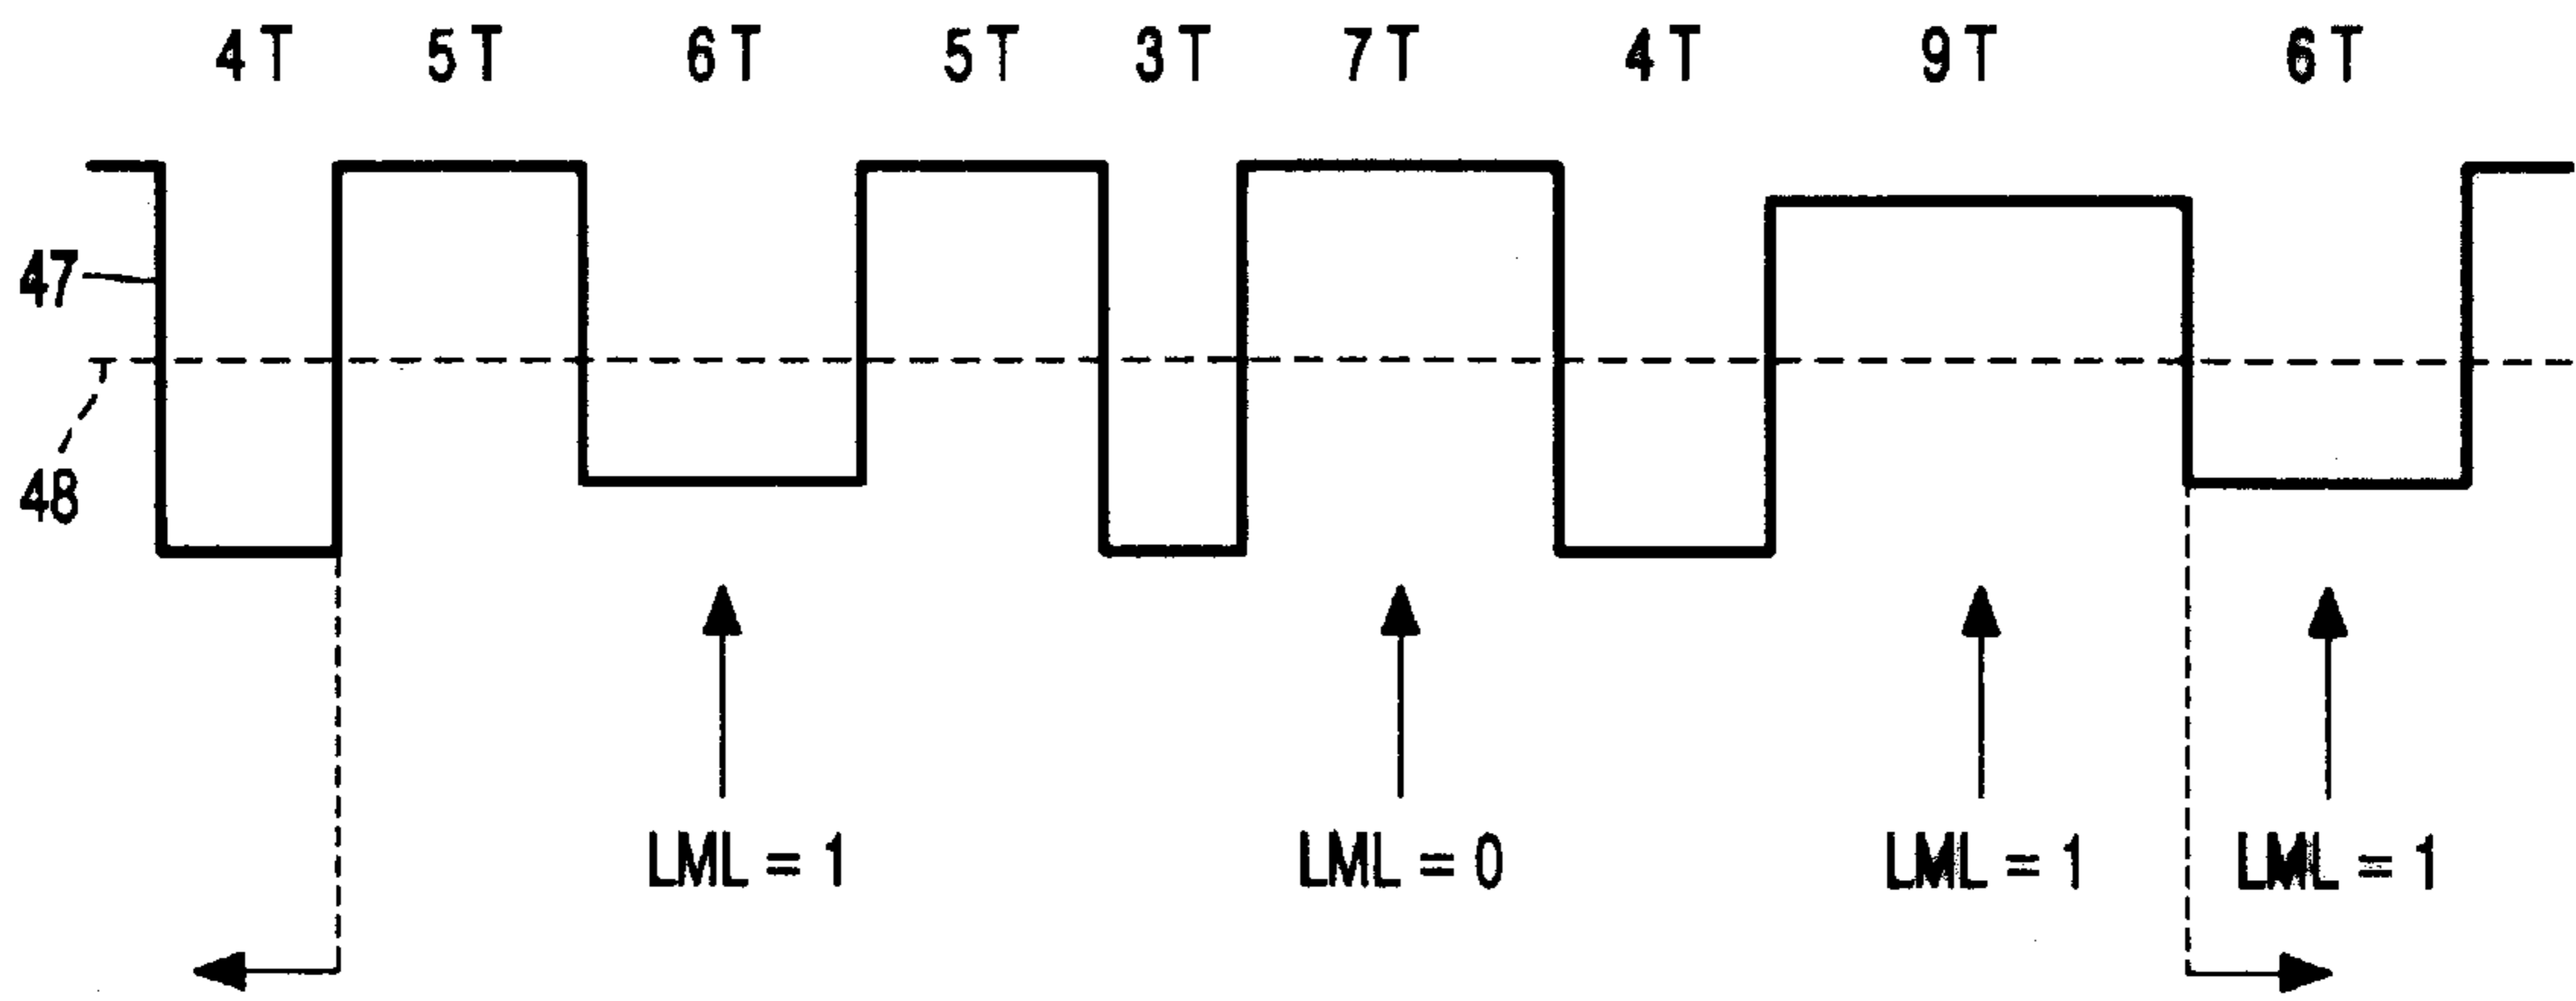 4T 5T 6T 5T 3T 7T 4T 9T 6T
47
48
LML = 1 LML = 0 LML = 1 LML = 1